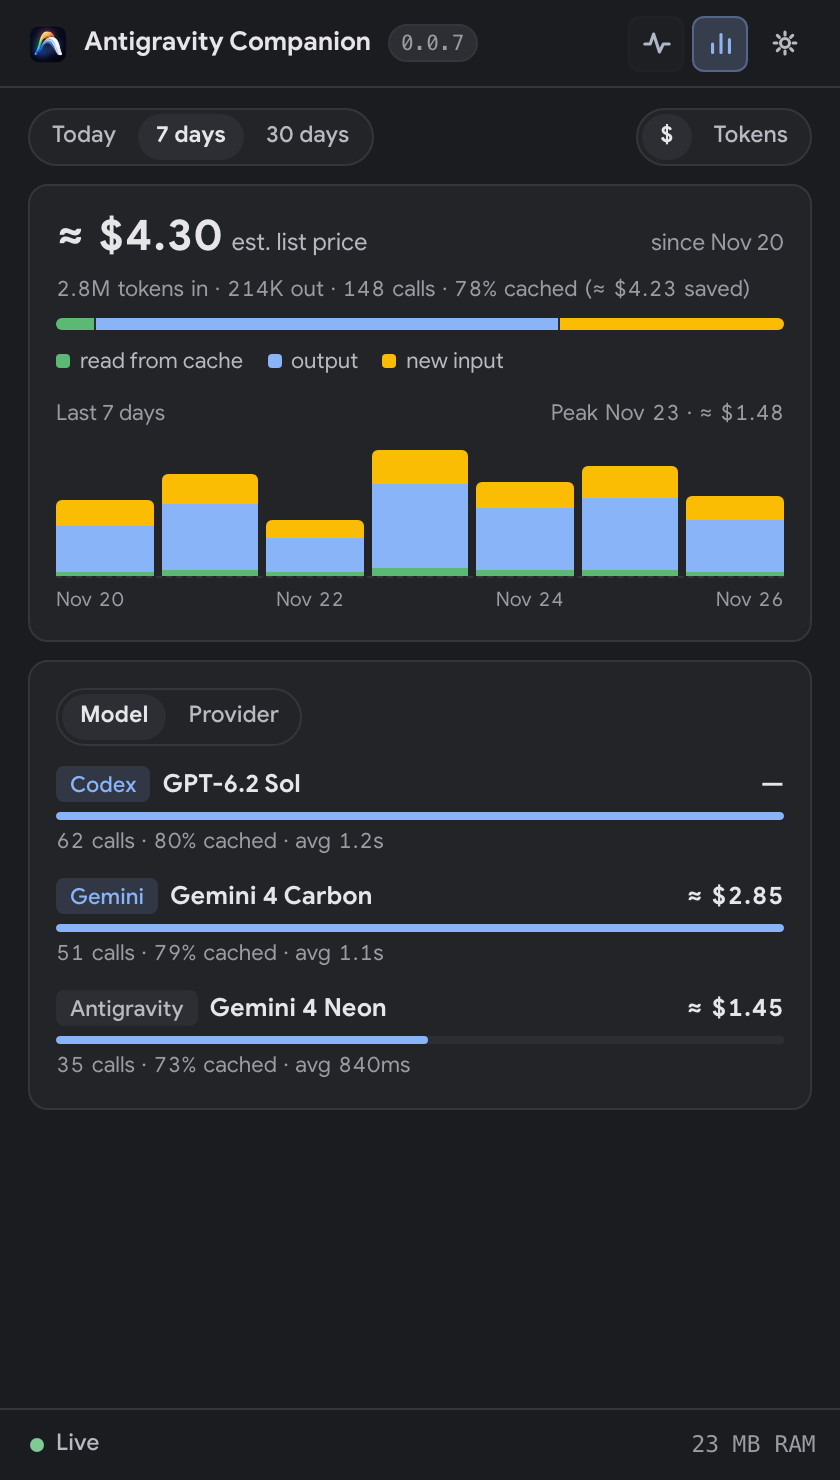 Antigravity Companion 0.0.7
Today 7 days 30 days $ Tokens
≈ $4.30 est. list price since Nov 20
2.8M tokens in · 214K out · 148 calls · 78% cached (≈ $4.23 saved)
read from cache output new input
Last 7 days Peak Nov 23 · ≈ $1.48
Nov 20 Nov 22 Nov 24 Nov 26
Model Provider
Codex GPT-6.2 Sol —
62 calls · 80% cached · avg 1.2s
Gemini Gemini 4 Carbon ≈ $2.85
51 calls · 79% cached · avg 1.1s
Antigravity Gemini 4 Neon ≈ $1.45
35 calls · 73% cached · avg 840ms
Live 23 MB RAM